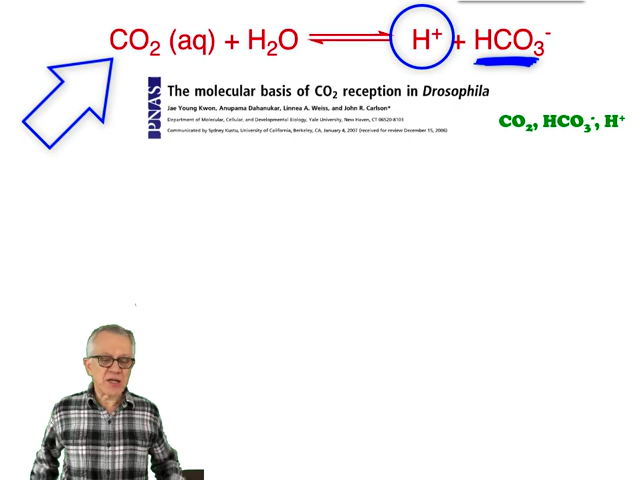 CO₂ (aq) + H₂O ⇌ H⁺ + HCO₃⁻
PNAS
The molecular basis of CO₂ reception in Drosophila
Jae Young Kwon, Anupama Dahanukar, Linnea A. Weiss, and John R. Carlson*
Department of Molecular, Cellular, and Developmental Biology, Yale University, New Haven, CT 06520-8103
Communicated by Sydney Kustu, University of California, Berkeley, CA, January 4, 2007 (received for review December 15, 2006)
CO₂, HCO₃⁻, H⁺